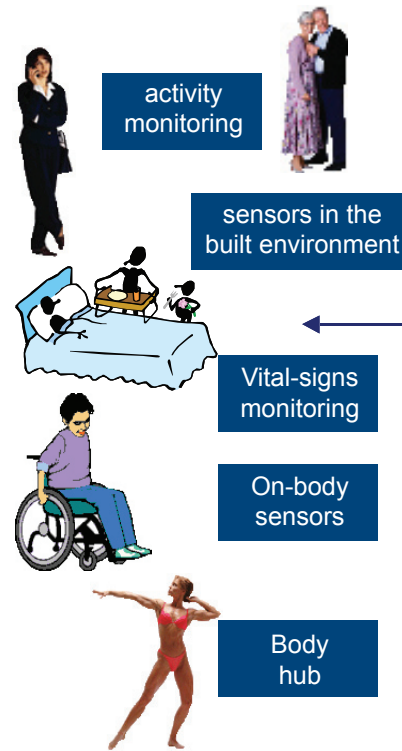 activity
monitoring
sensors in the
built environment
Vital-signs
monitoring
On-body
sensors
Body
hub